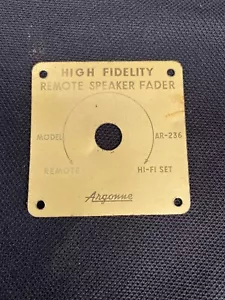 HIGH FIDELITY
REMOTE SPEAKER FADER
MODEL AR-236
REMOTE HI-FI SET
Argonne